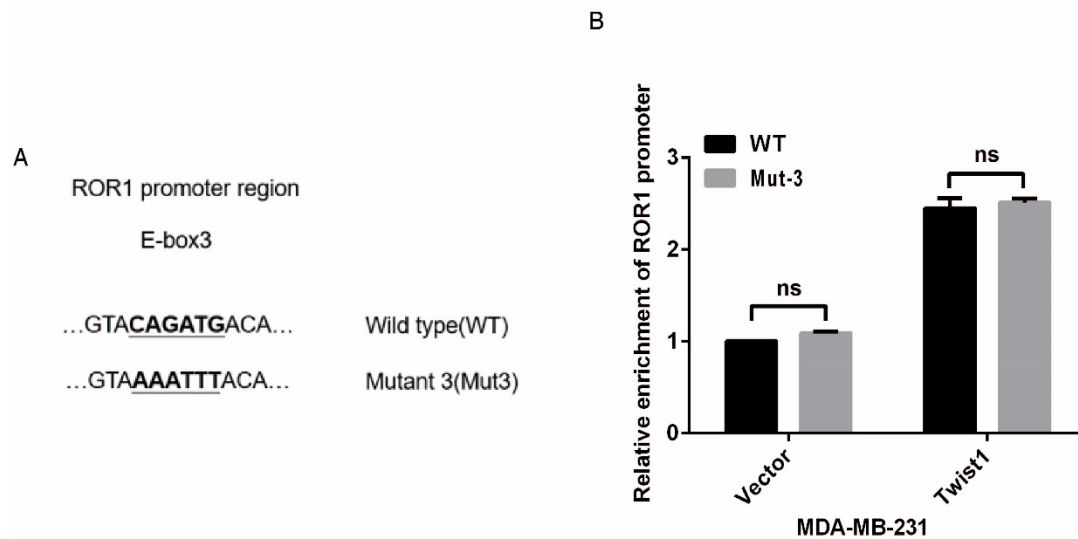 A
ROR1 promoter region
E-box3
...GTACAGATGACA...
Wild type(WT)
...GTAAAATTTACA...
Mutant 3(Mut3)
B
Relative enrichment of ROR1 promoter
WT
Mut-3
3
2
1
0
ns
ns
Vector
Twist1
MDA-MB-231